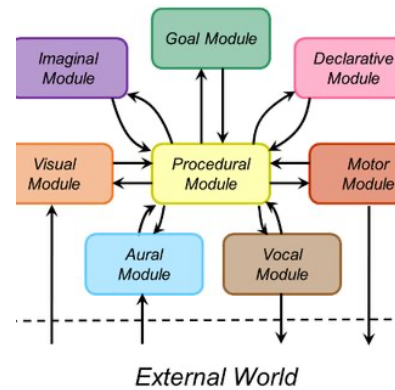 Goal Module
Imaginal
Module
Declarative
Module
Visual
Module
Procedural
Module
Motor
Module
Aural
Module
Vocal
Module
External World